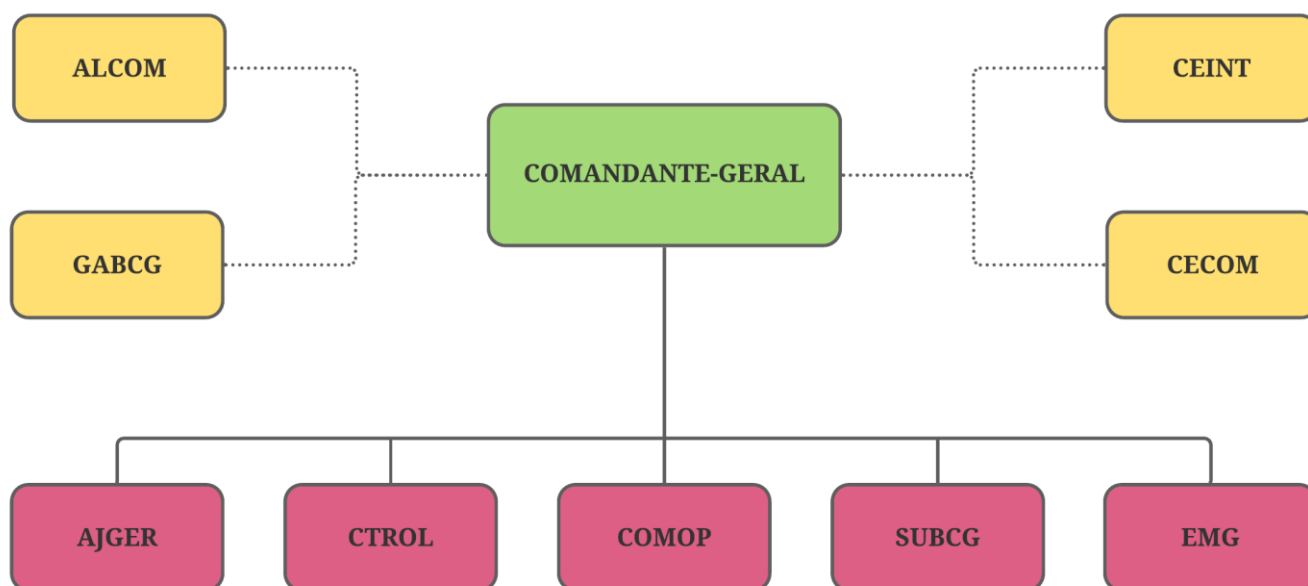 ALCOM
CEINT
COMANDANTE-GERAL
GABCG
CECOM
AJGER
CTROL
COMOP
SUBCG
EMG